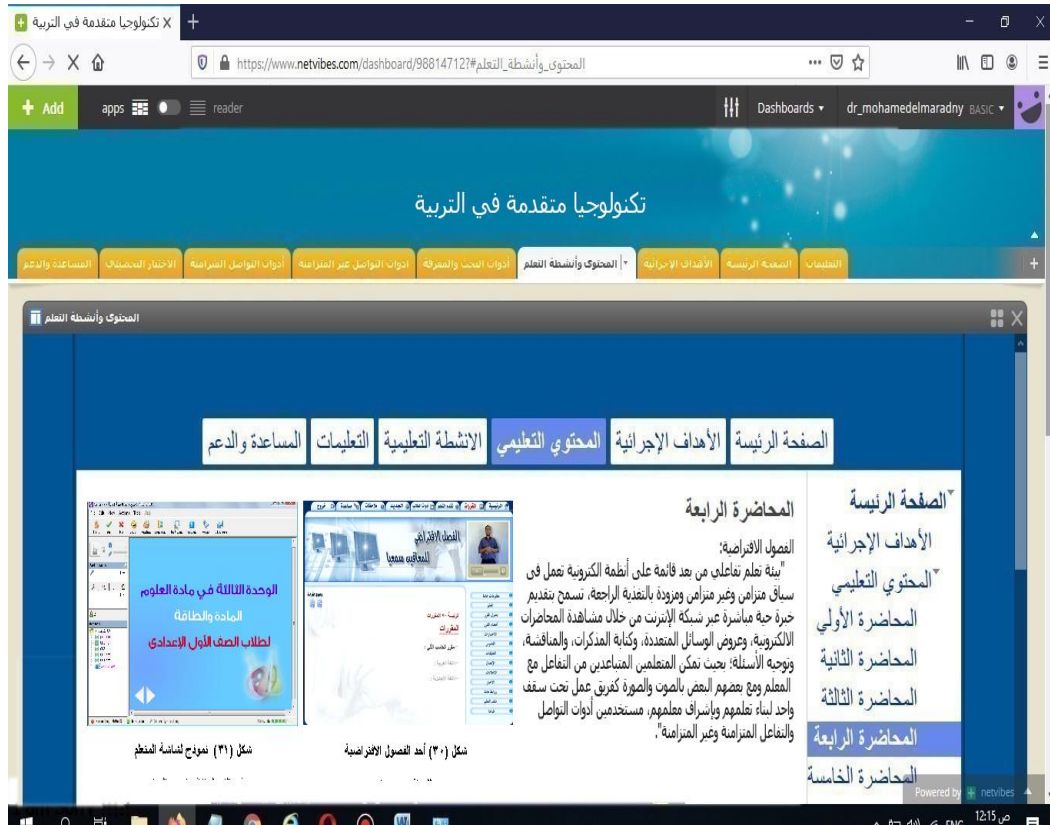 تكنولوجيا متقدمة في التربية
https://www.netvibes.com/dashboard/98814712?#المحتوى_وأنشطة_التعلم
Add
apps
reader
Dashboards
dr_mohamedelmaradny BASIC
تكنولوجيا متقدمة في التربية
التعليمات
الصفحة الرئيسة
الأهداف الإجرائية
المحتوى وأنشطة التعلم
ادوات البحث والمعرفة
ادوات التواصل غير المتزامنة
أدوات التواصل المتزامنة
الاختبار التحصيلي
المساعدة والدعم
المحتوى وأنشطة التعلم
الصفحة الرئيسة
الأهداف الإجرائية
المحتوي التعليمي
الانشطة التعليمية
التعليمات
المساعدة والدعم
الصفحة الرئيسة
الأهداف الإجرائية
المحتوي التعليمي
المحاضرة الأولي
المحاضرة الثانية
المحاضرة الثالثة
المحاضرة الرابعة
المحاضرة الخامسة
المحاضرة الرابعة
الفصول الافتراضية:
"بيئة تعلم تفاعلي من بعد قائمة على أنظمة الكترونية تعمل فى
سياق متزامن وغير متزامن ومزودة بالتغذية الراجعة، تسمح بتقديم
خبرة حية مباشرة عبر شبكة الإنترنت من خلال مشاهدة المحاضرات
الالكترونية، وعروض الوسائل المتعددة، وكتابة المذكرات، والمناقشة،
وتوجيه الأسئلة؛ بحيث تمكن المتعلمين المتباعدين من التفاعل مع
المعلم ومع بعضهم البعض بالصوت والصورة كفريق عمل تحت سقف
واحد لبناء تعلمهم وبإشراف معلمهم، مستخدمين أدوات التواصل
والتفاعل المتزامنة وغير المتزامنة".
الفصل الافتراضي
للمعاقين سمعيا
شكل (٣٠) أحد الفصول الافتراضية
الوحدة الثالثة في مادة العلوم
المادة والطاقة
لطلاب الصف الأول الإعدادى
شكل (٣١) نموذج لشاشة المتعلم
Powered by netvibes
ENG
12:15 ص